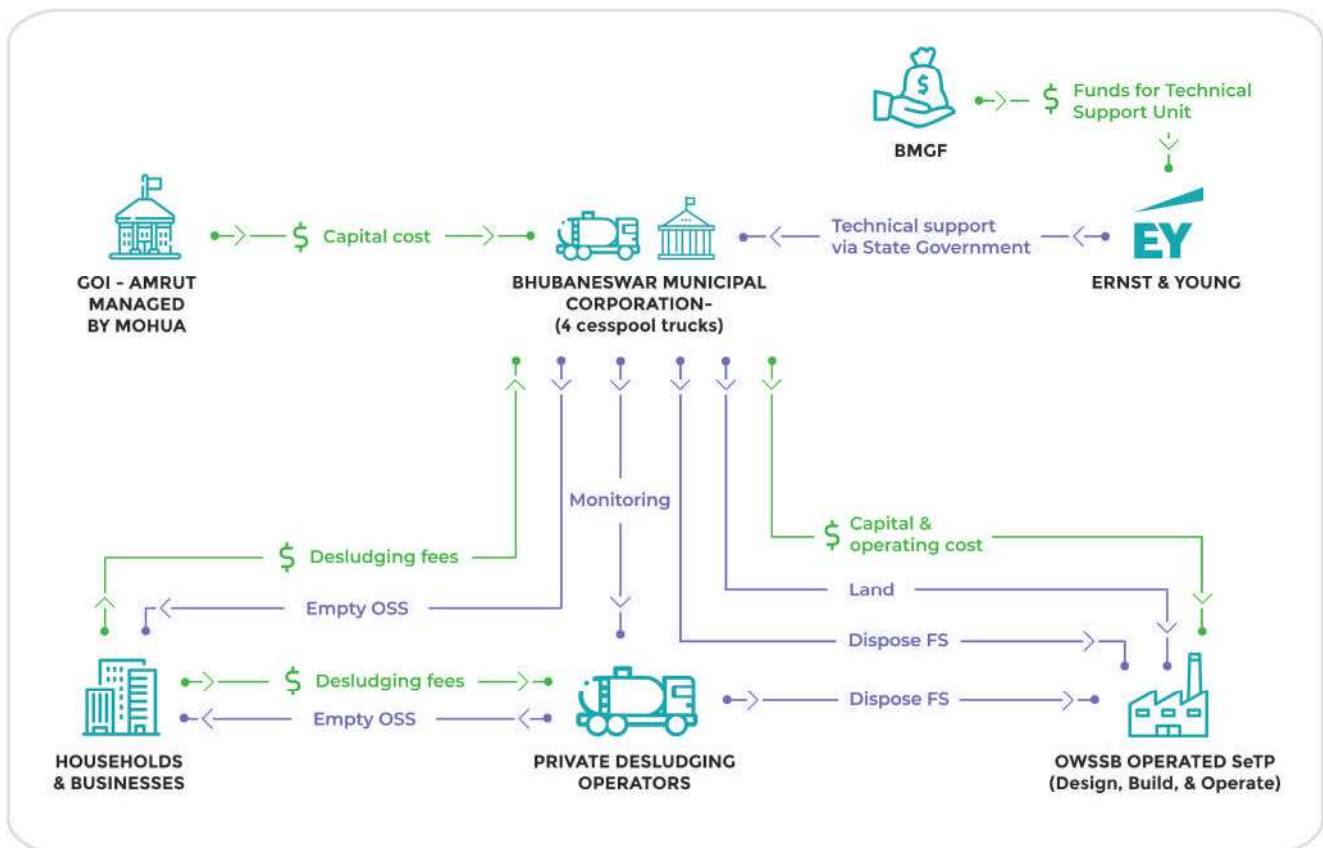 $
$ Funds for Technical
Support Unit
BMGF
$ Capital cost
Technical support
via State Government
EY
GOI - AMRUT
MANAGED
BY MOHUA
BHUBANESWAR MUNICIPAL
CORPORATION-
(4 cesspool trucks)
ERNST & YOUNG
Monitoring
$ Capital &
operating cost
$ Desludging fees
Land
Empty OSS
Dispose FS
$ Desludging fees
Dispose FS
Empty OSS
HOUSEHOLDS
& BUSINESSES
PRIVATE DESLUDGING
OPERATORS
OWSSB OPERATED SeTP
(Design, Build, & Operate)